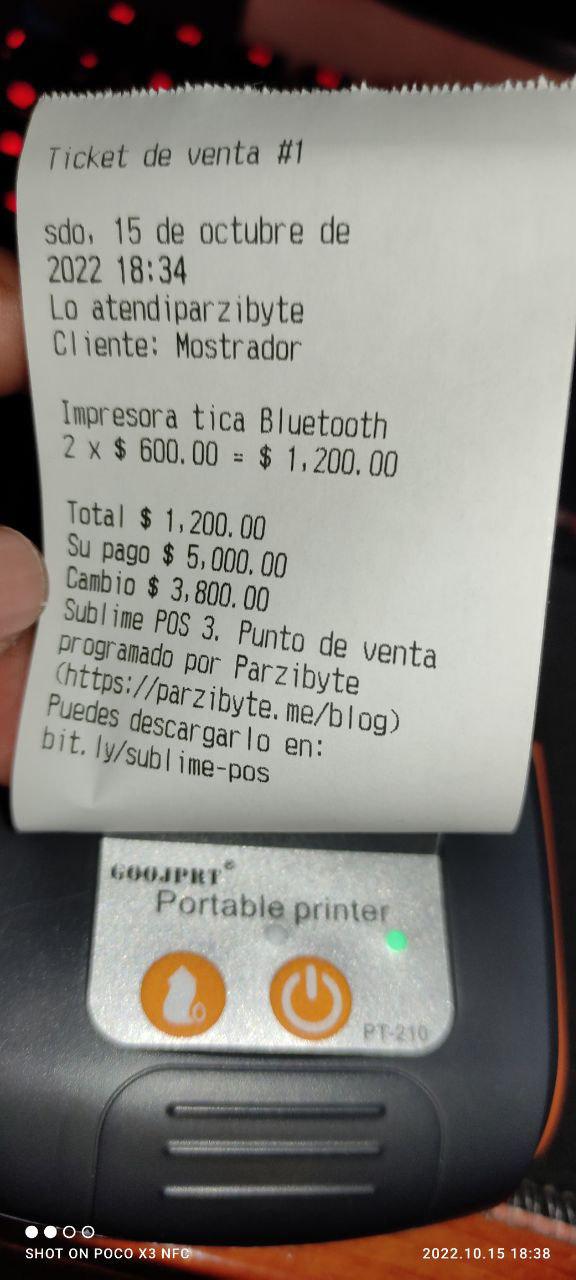 Ticket de venta #1
sdo, 15 de octubre de
2022 18:34
Lo atendiparzibyte
Cliente: Mostrador
Impresora tica Bluetooth
2 x $ 600.00 = $ 1,200.00
Total $ 1,200.00
Su pago $ 5,000.00
Cambio $ 3,800.00
Sublime POS 3. Punto de venta
programado por Parzibyte
(https://parzibyte.me/blog)
Puedes descargarlo en:
bit.ly/sublime-pos
GOOJPRT®
Portable printer
PT-210
SHOT ON POCO X3 NFC
2022.10.15 18:38